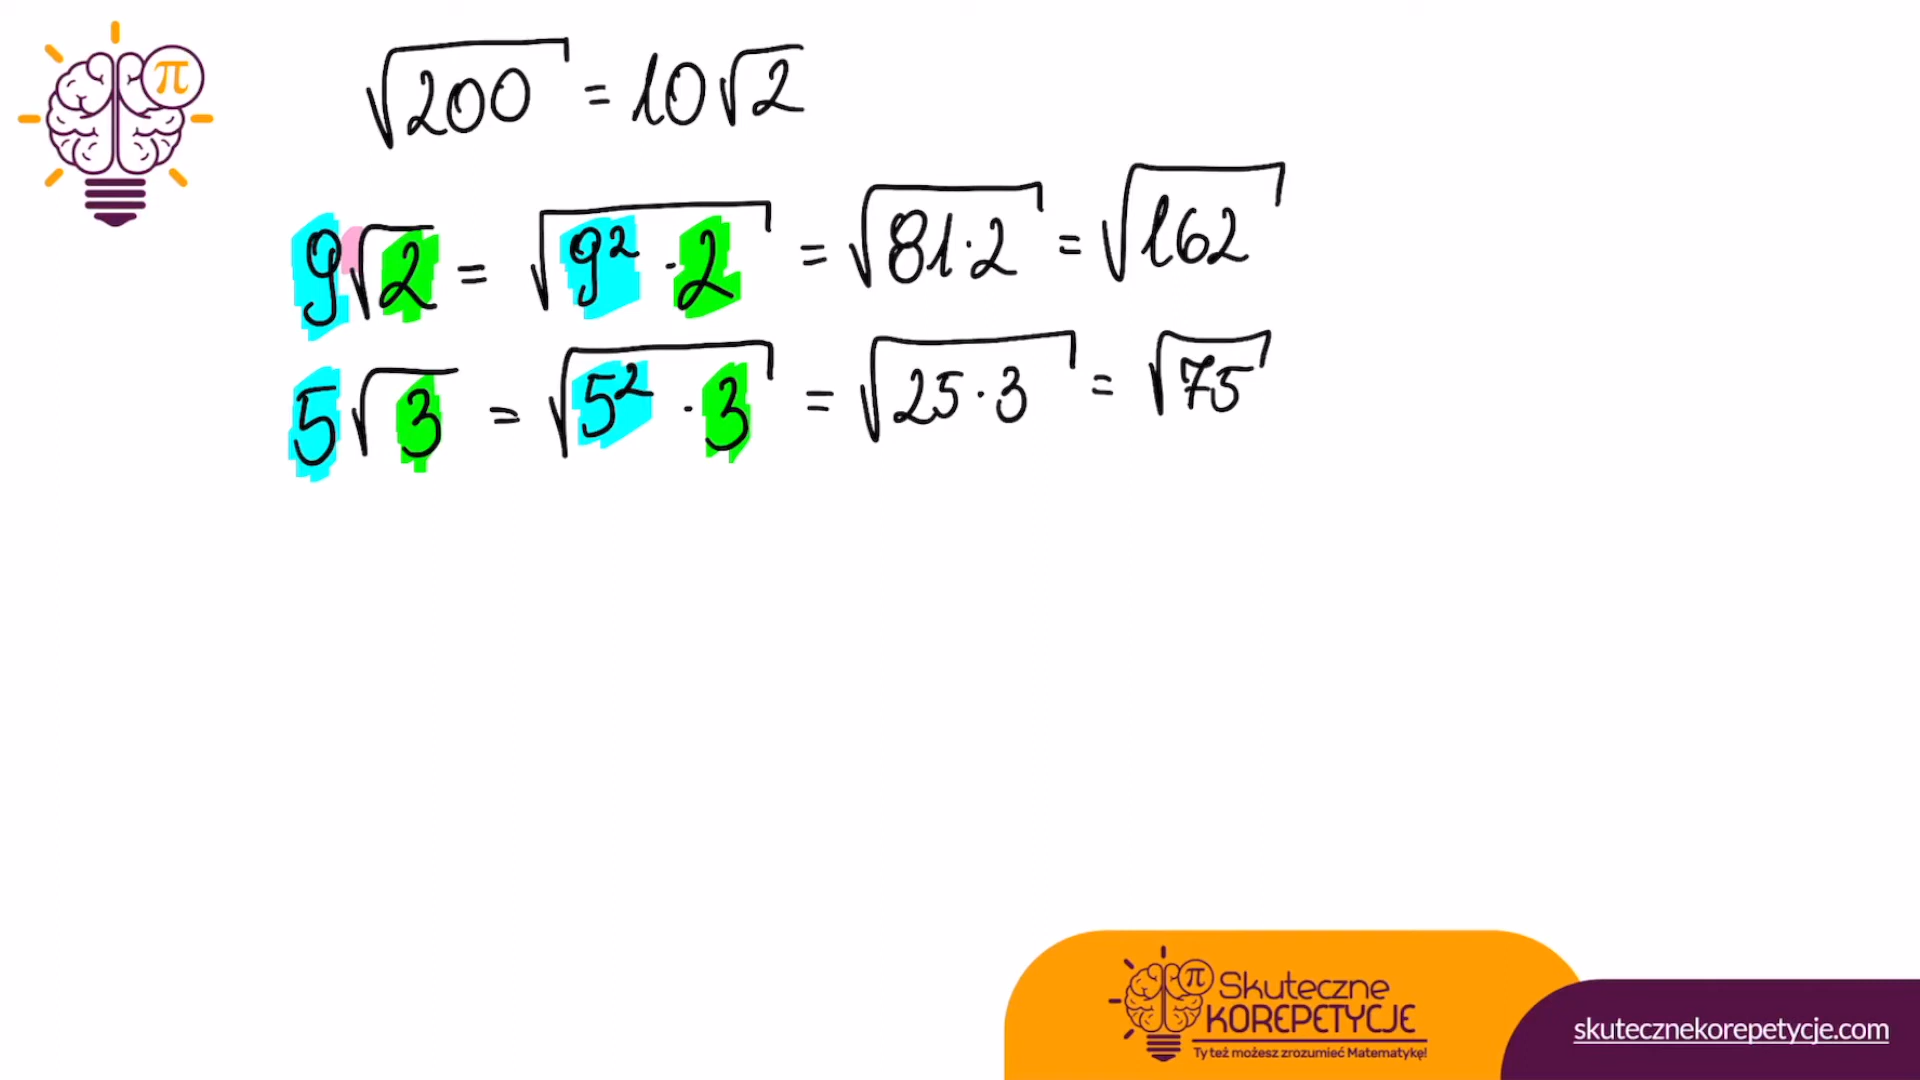 π
√200 = 10√2
9√2 = √9² · 2 = √81 · 2 = √162
5√3 = √5² · 3 = √25 · 3 = √75
π Skuteczne
KOREPETYCJE
Ty też możesz zrozumieć Matematykę!
skutecznekorepetycje.com